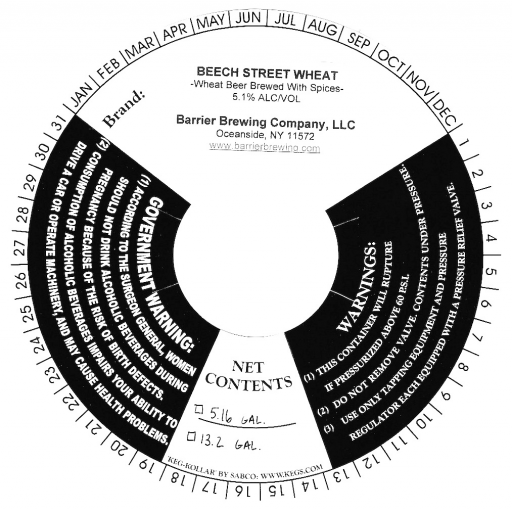 JAN | FEB | MAR | APR | MAY | JUN | JUL | AUG | SEP | OCT | NOV | DEC
Brand:
BEECH STREET WHEAT
-Wheat Beer Brewed With Spices-
5.1% ALC/VOL
Barrier Brewing Company, LLC
Oceanside, NY 11572
www.barrierbrewing.com
1 | 2 | 3 | 4 | 5 | 6 | 7 | 8 | 9 | 10 | 11 | 12 | 13 | 14 | 15 | 16 | 17 | 18 | 19 | 20 | 21 | 22 | 23 | 24 | 25 | 26 | 27 | 28 | 29 | 30 | 31
GOVERNMENT WARNING:
(1) ACCORDING TO THE SURGEON GENERAL, WOMEN
SHOULD NOT DRINK ALCOHOLIC BEVERAGES DURING
PREGNANCY BECAUSE OF THE RISK OF BIRTH DEFECTS.
(2) CONSUMPTION OF ALCOHOLIC BEVERAGES IMPAIRS YOUR ABILITY TO
DRIVE A CAR OR OPERATE MACHINERY, AND MAY CAUSE HEALTH PROBLEMS.
WARNINGS:
(1) THIS CONTAINER WILL RUPTURE
IF PRESSURIZED ABOVE 60 P.S.I.
(2) DO NOT REMOVE VALVE. CONTENTS UNDER PRESSURE.
(3) USE ONLY TAPPING EQUIPMENT AND PRESSURE
REGULATOR EACH EQUIPPED WITH A PRESSURE RELIEF VALVE.
NET
CONTENTS
5.16 GAL.
13.2 GAL.
'KEG-KOLLAR' BY SABCO: WWW.KEGS.COM